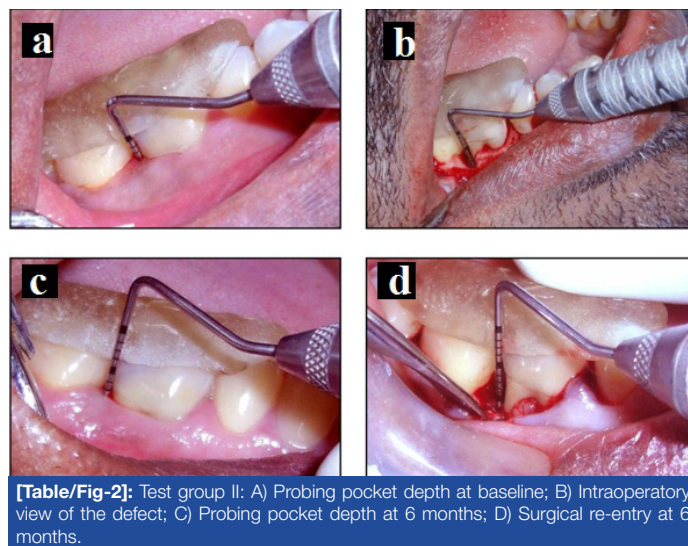 a
b
c
d
[Table/Fig-2]: Test group II: A) Probing pocket depth at baseline; B) Intraoperatory
view of the defect; C) Probing pocket depth at 6 months; D) Surgical re-entry at 6
months.